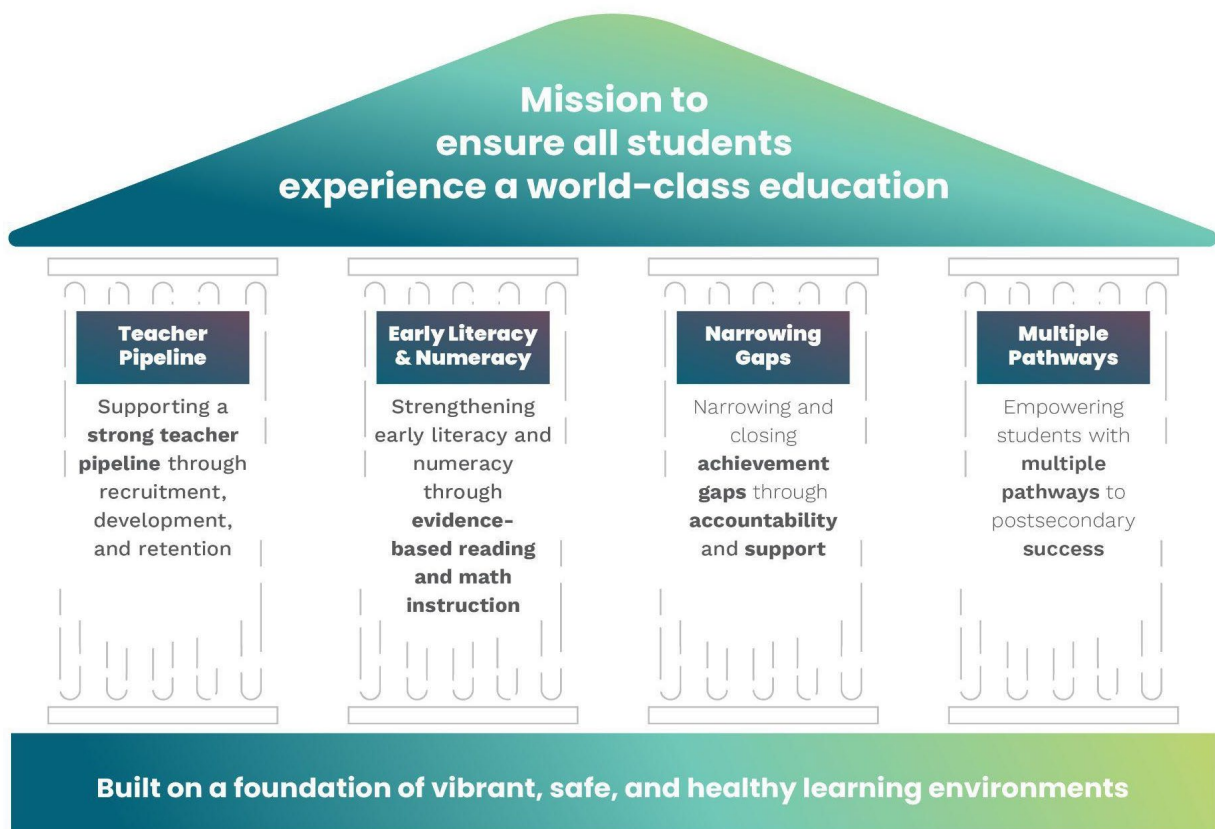 Mission to
ensure all students
experience a world-class education
Teacher
Pipeline
Supporting a
strong teacher
pipeline through
recruitment,
development,
and retention
Early Literacy
& Numeracy
Strengthening
early literacy and
numeracy
through
evidence-
based reading
and math
instruction
Narrowing
Gaps
Narrowing and
closing
achievement
gaps through
accountability
and support
Multiple
Pathways
Empowering
students with
multiple
pathways to
postsecondary
success
Built on a foundation of vibrant, safe, and healthy learning environments